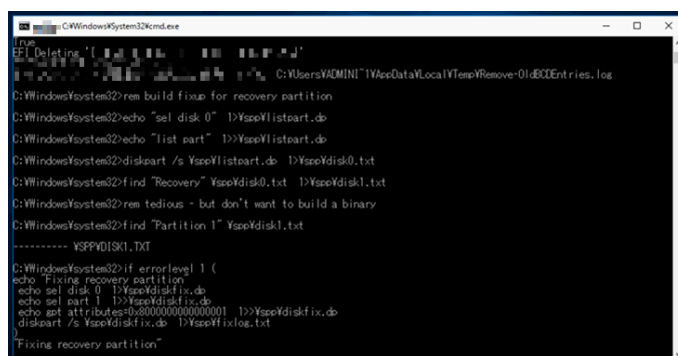 C:¥Windows¥System32¥cmd.exe
True
EFI Deleting '{
C:¥Users¥ADMINI~1¥AppData¥Local¥Temp¥Remove-OldBCDEntries.log
C:¥Windows¥system32>rem build fixup for recovery partition
C:¥Windows¥system32>echo "sel disk 0"  1>¥spp¥listpart.dp
C:¥Windows¥system32>echo "list part"  1>>¥spp¥listpart.dp
C:¥Windows¥system32>diskpart /s ¥spp¥listpart.dp  1>¥spp¥disk0.txt
C:¥Windows¥system32>find "Recovery" ¥spp¥disk0.txt  1>¥spp¥disk1.txt
C:¥Windows¥system32>rem tedious - but don't want to build a binary
C:¥Windows¥system32>find "Partition 1" ¥spp¥disk1.txt
---------- ¥SPP¥DISK1.TXT
C:¥Windows¥system32>if errorlevel 1 (
echo "Fixing recovery partition"
echo sel disk 0  1>¥spp¥diskfix.dp
echo sel part 1  1>>¥spp¥diskfix.dp
echo gpt attributes=0x8000000000000001  1>>¥spp¥diskfix.dp
diskpart /s ¥spp¥diskfix.dp  1>¥spp¥fixlog.txt
)
"Fixing recovery partition"